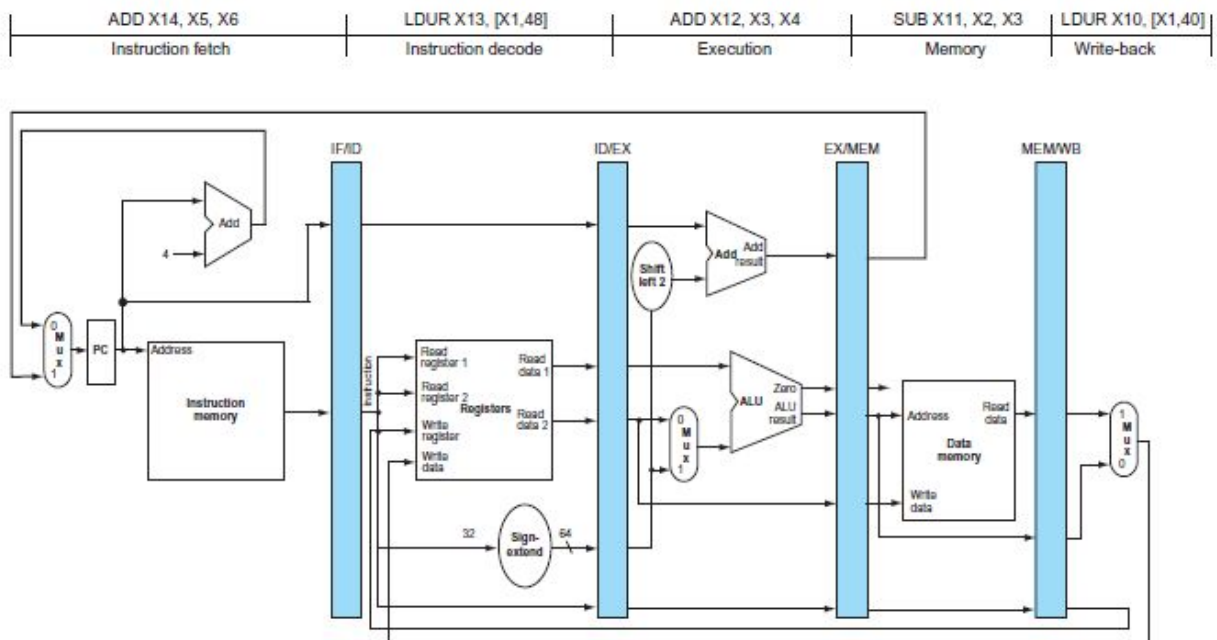 ADD X14, X5, X6
LDUR X13, [X1,48]
ADD X12, X3, X4
SUB X11, X2, X3
LDUR X10, [X1,40]
Instruction fetch
Instruction decode
Execution
Memory
Write-back
IF/ID
ID/EX
EX/MEM
MEM/WB
Add
4
Shift
left 2
Add
Add
result
0
M
u
x
1
PC
Address
Instruction
memory
Instruction
Read
register 1
Read
register 2
Write
register
Write
data
Registers
Read
data 1
Read
data 2
0
M
u
x
1
ALU
Zero
ALU
result
Address
Read
data
Data
memory
Write
data
1
M
u
x
0
32
Sign-
extend
64